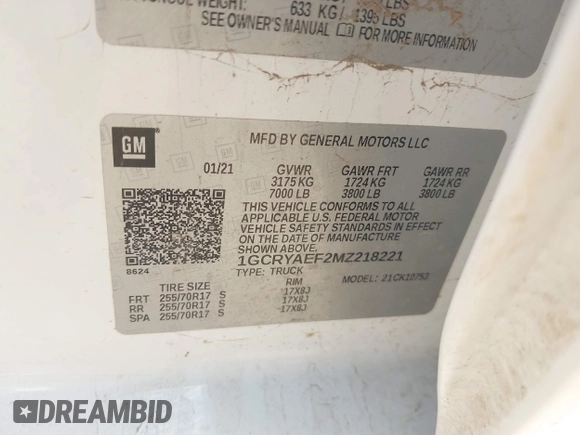 633 KG / 1395 LBS
SEE OWNER'S MANUAL FOR MORE INFORMATION
GM
MFD BY GENERAL MOTORS LLC
01/21 GVWR GAWR FRT GAWR RR
3175 KG 1724 KG 1724 KG
7000 LB 3800 LB 3800 LB
THIS VEHICLE CONFORMS TO ALL
APPLICABLE U.S. FEDERAL MOTOR
VEHICLE SAFETY STANDARDS IN EFFECT
ON THE DATE OF MANUFACTURE
SHOWN ABOVE.
8624
1GCRYAEF2MZ218221
TYPE: TRUCK MODEL: 21CK10753
TIRE SIZE RIM
FRT 255/70R17 S 17X8J
RR 255/70R17 S 17X8J
SPA 255/70R17 S 17X8J
DREAMBID